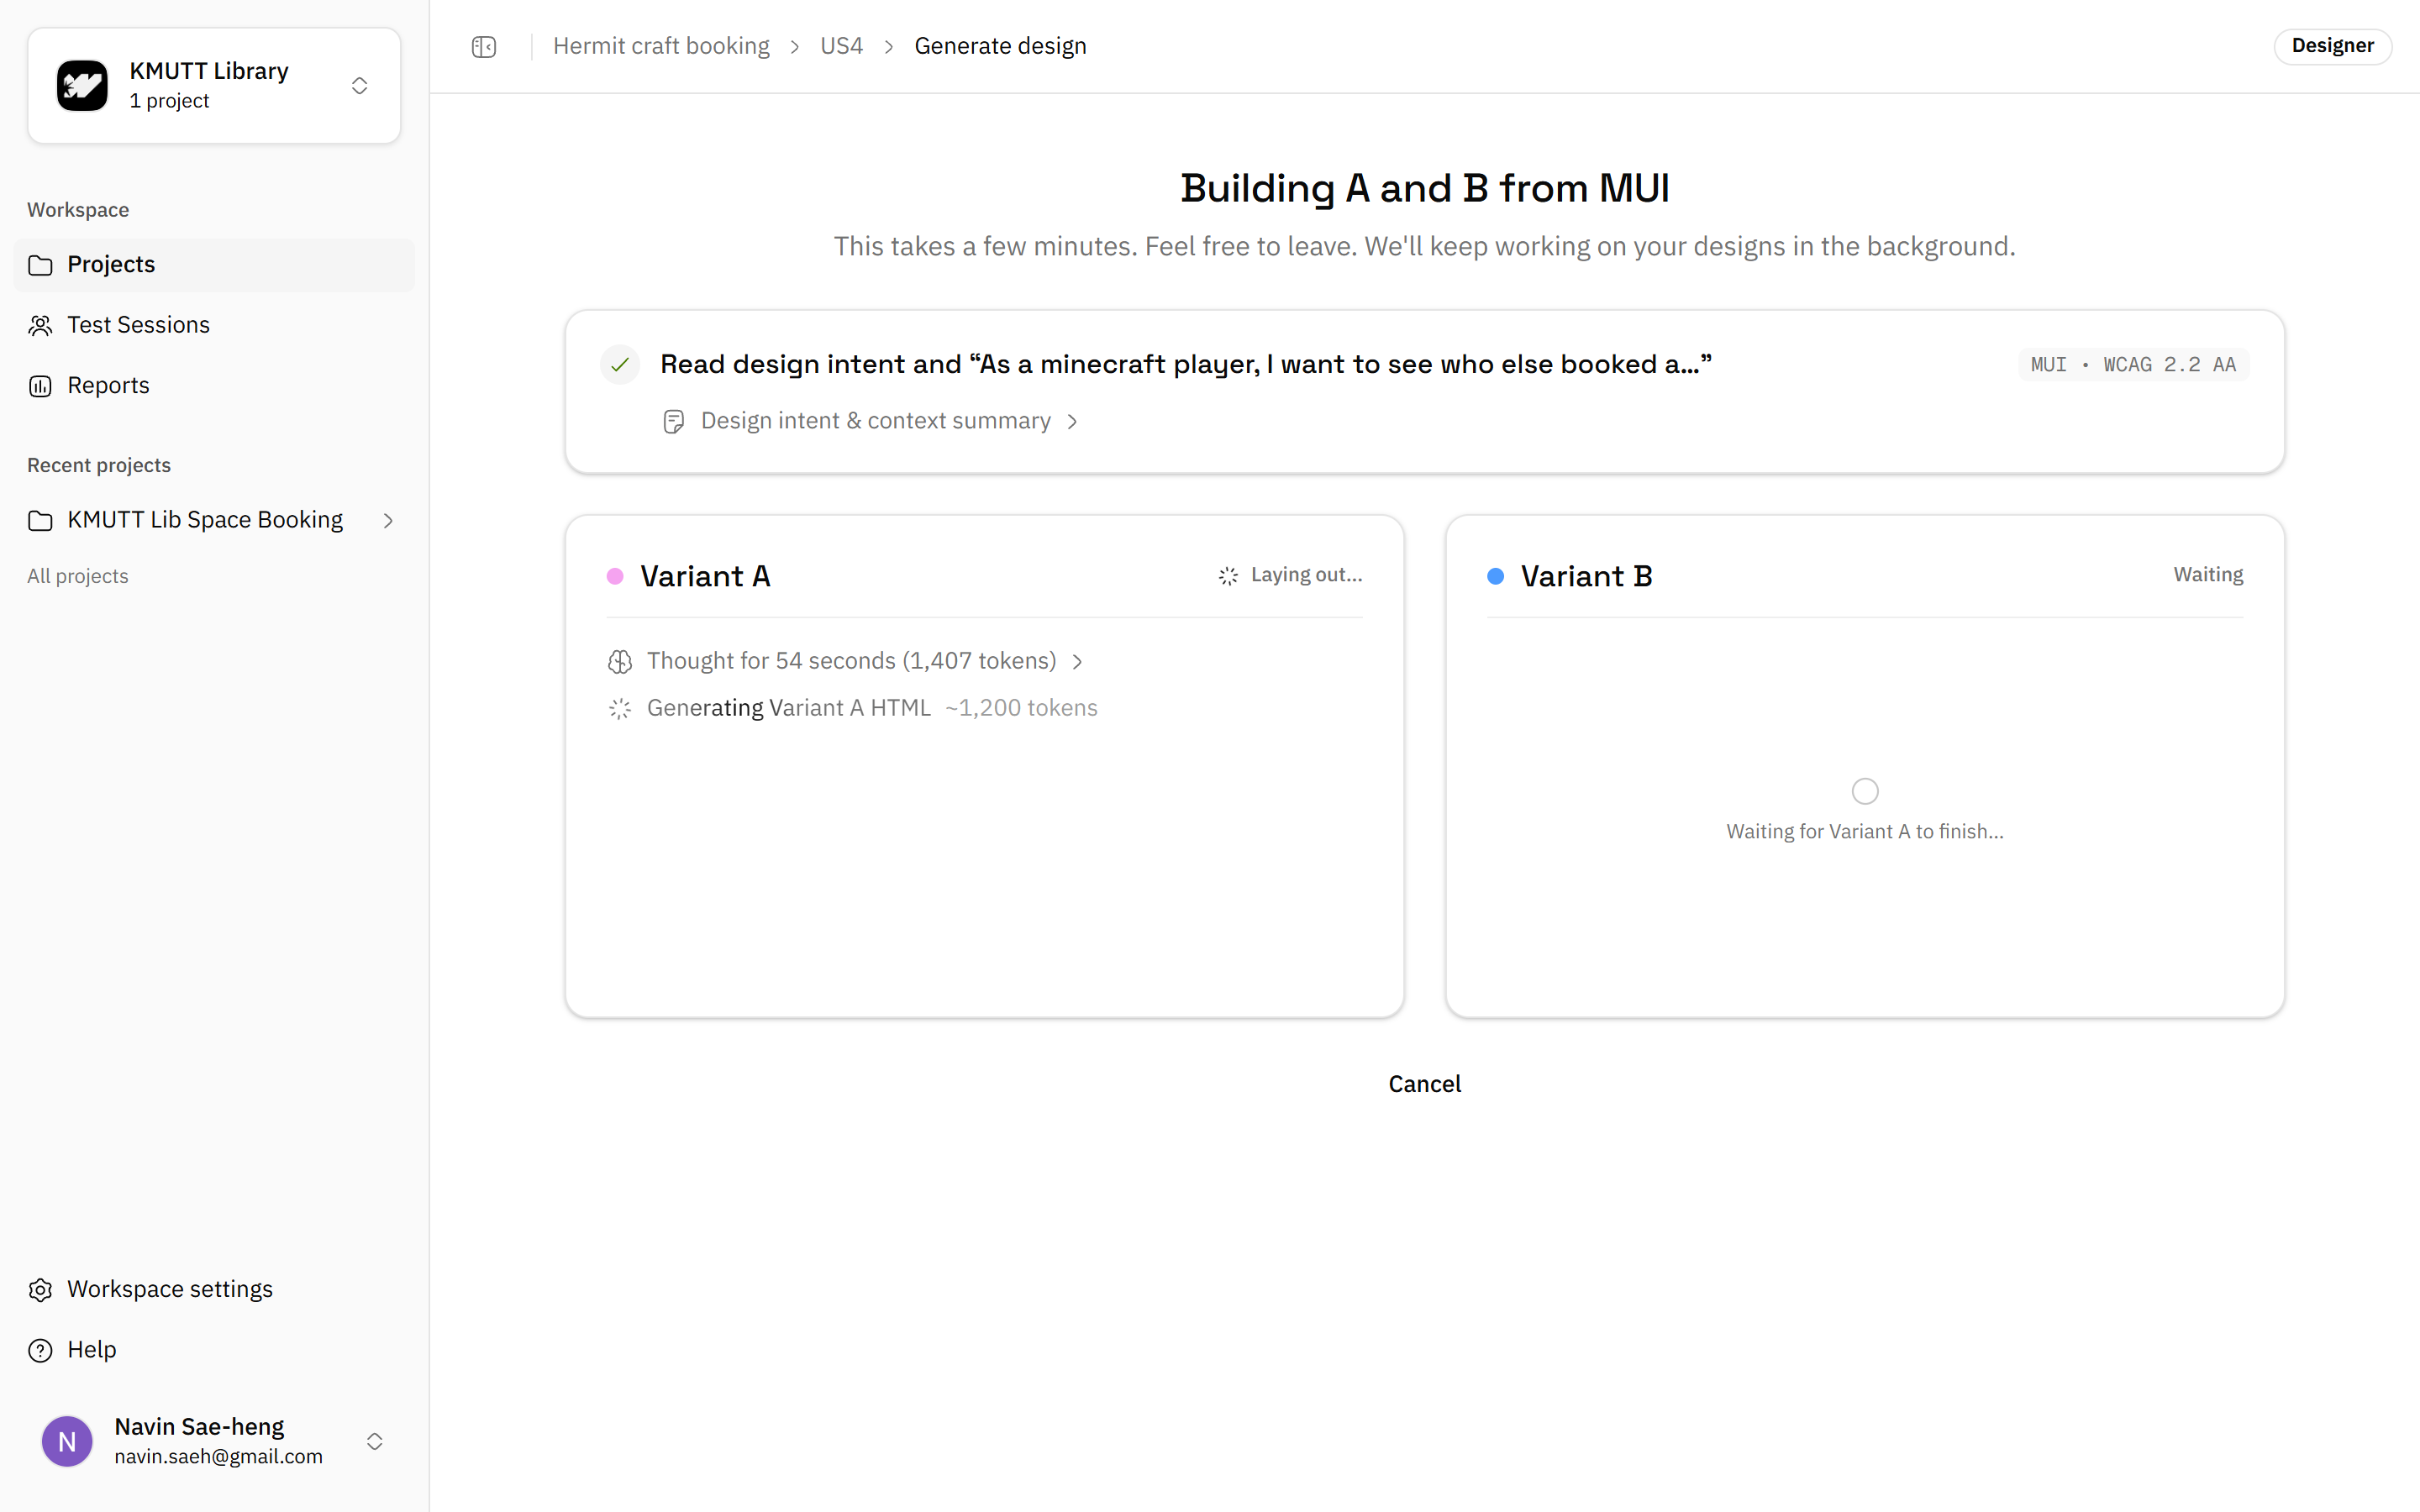 KMUTT Library
1 project
Workspace
Projects
Test Sessions
Reports
Recent projects
KMUTT Lib Space Booking
All projects
Workspace settings
Help
N
Navin Sae-heng
navin.saeh@gmail.com
Hermit craft booking > US4 > Generate design
Designer
Building A and B from MUI
This takes a few minutes. Feel free to leave. We'll keep working on your designs in the background.
Read design intent and “As a minecraft player, I want to see who else booked a...”
MUI • WCAG 2.2 AA
Design intent & context summary
Variant A
Laying out...
Thought for 54 seconds (1,407 tokens)
Generating Variant A HTML ~1,200 tokens
Variant B
Waiting
Waiting for Variant A to finish...
Cancel